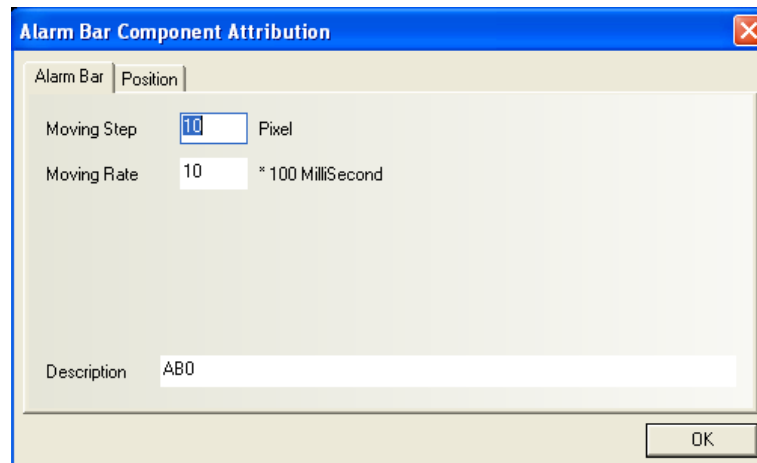 Alarm Bar Component Attribution
Alarm Bar Position
Moving Step 10 Pixel
Moving Rate 10 * 100 MilliSecond
Description AB0
OK